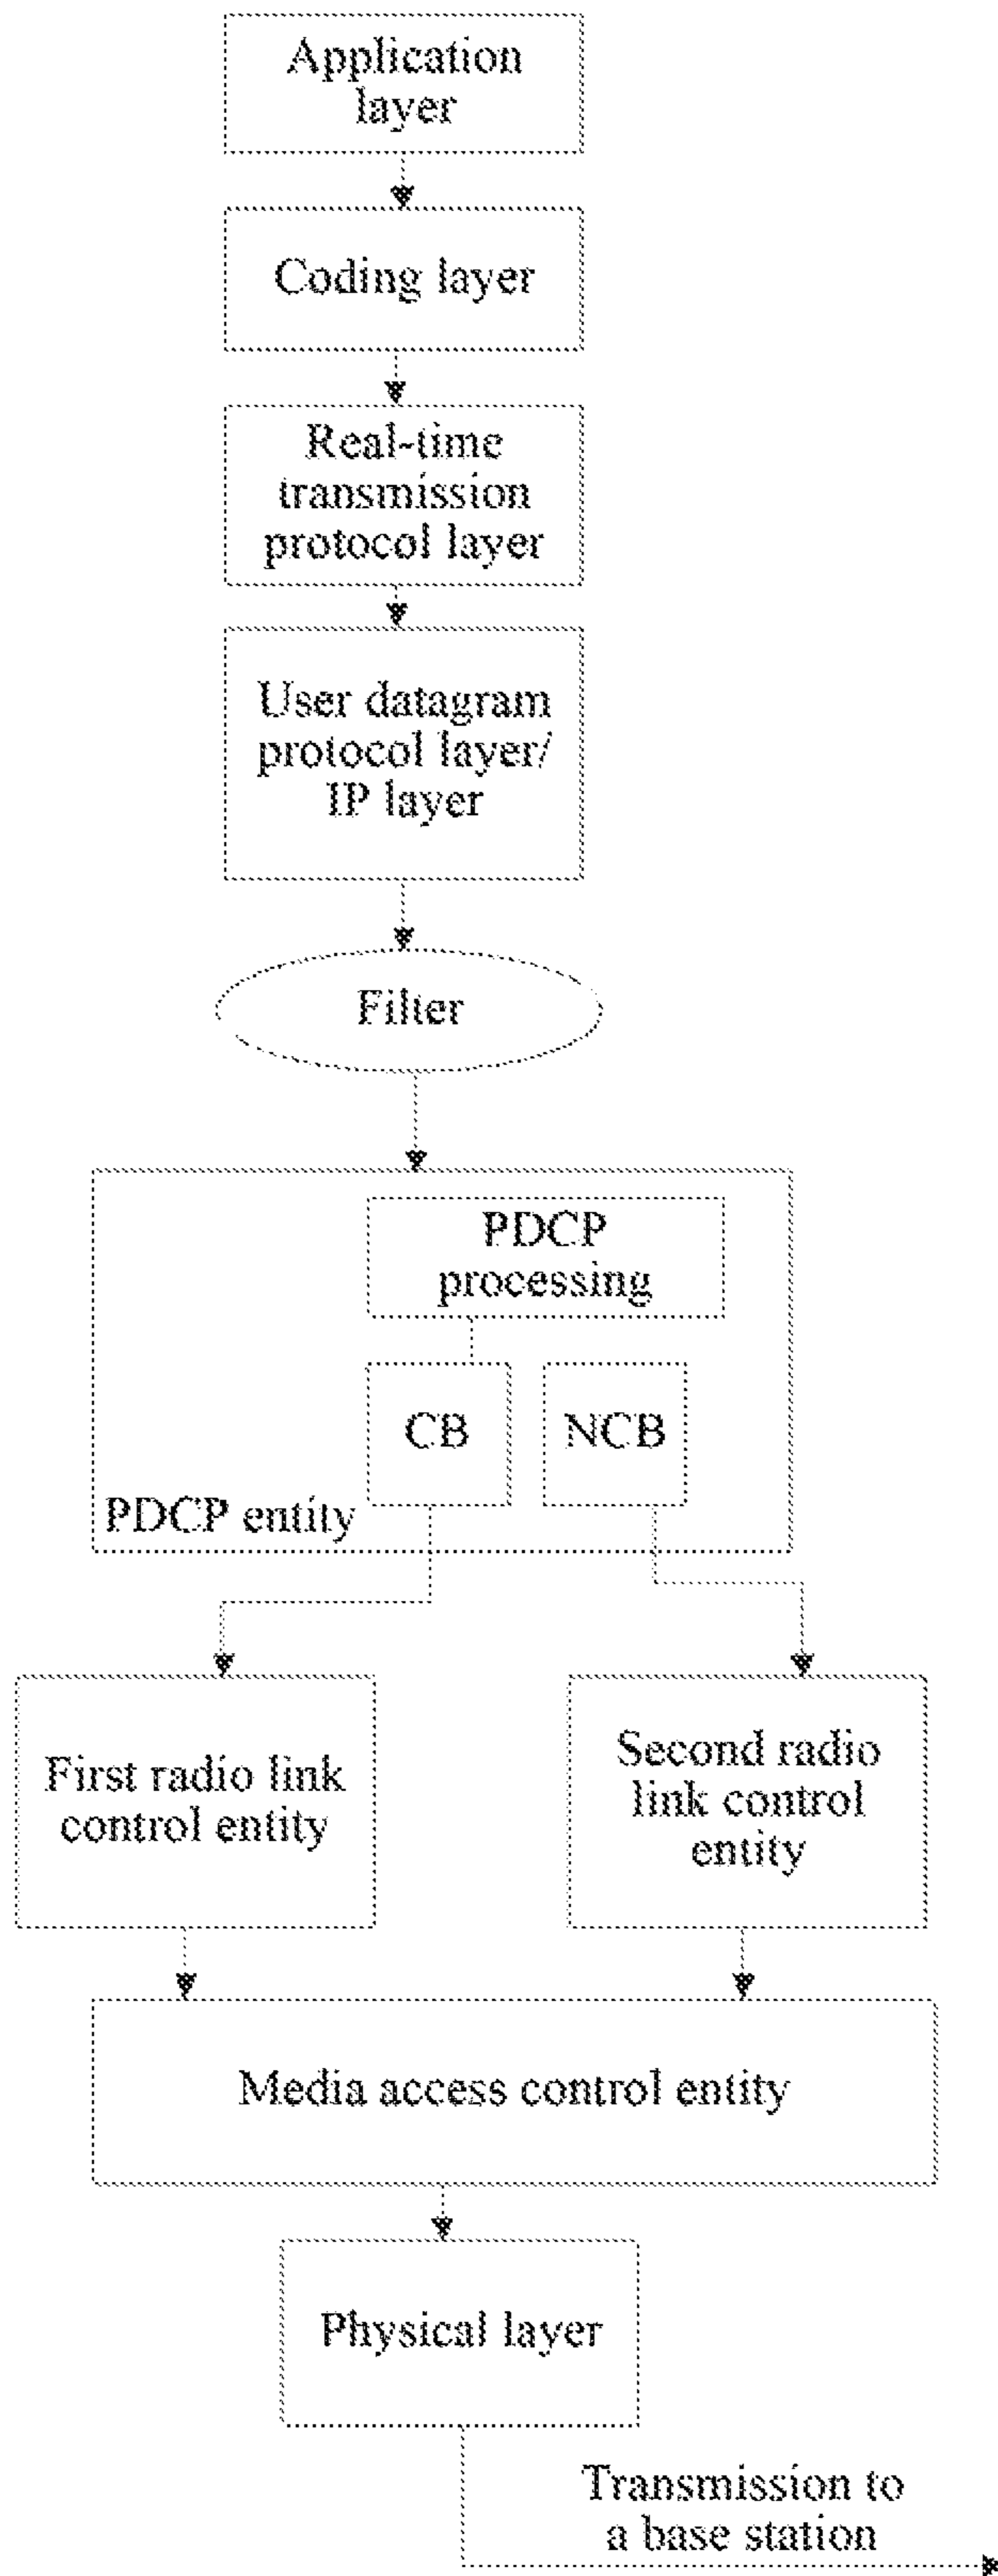 Application
layer
Coding layer
Real-time
transmission
protocol layer
User datagram
protocol layer/
IP layer
Filter
PDCP
processing
CB
NCB
PDCP entity
First radio link
control entity
Second radio
link control
entity
Media access control entity
Physical layer
Transmission to
a base station